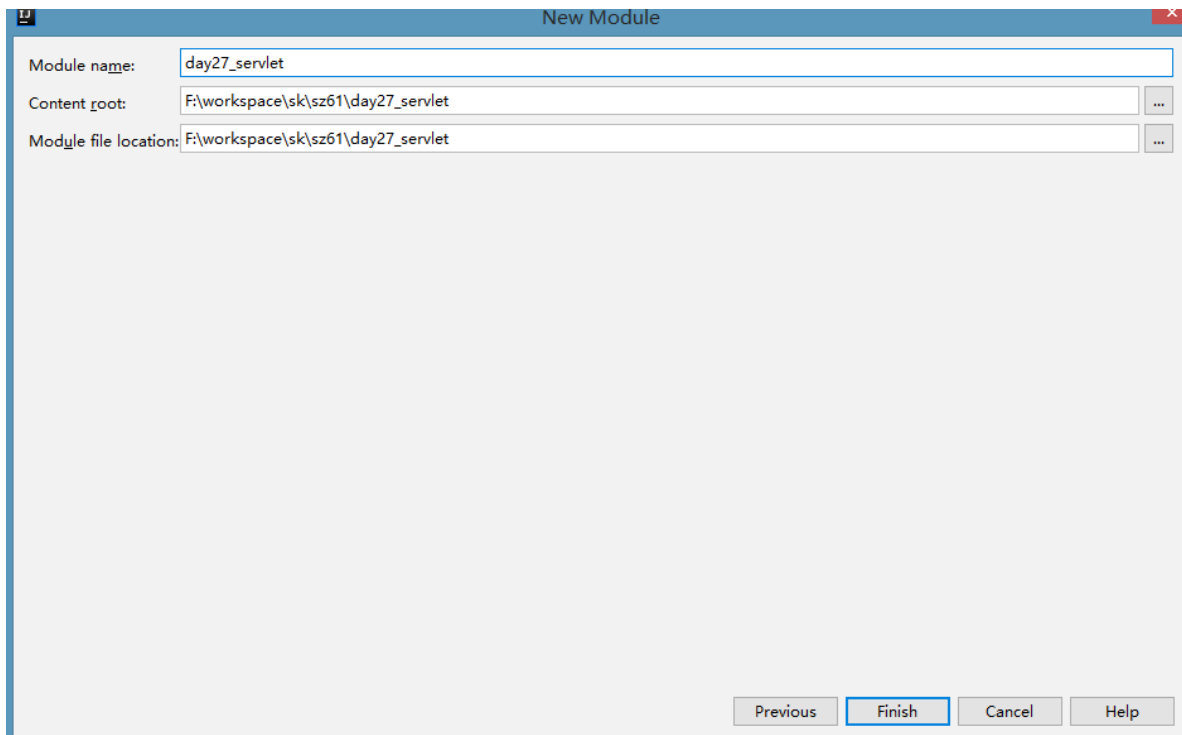 IJ
New Module
Module name: day27_servlet
Content root: F:\workspace\sk\sz61\day27_servlet ...
Module file location: F:\workspace\sk\sz61\day27_servlet ...
Previous Finish Cancel Help